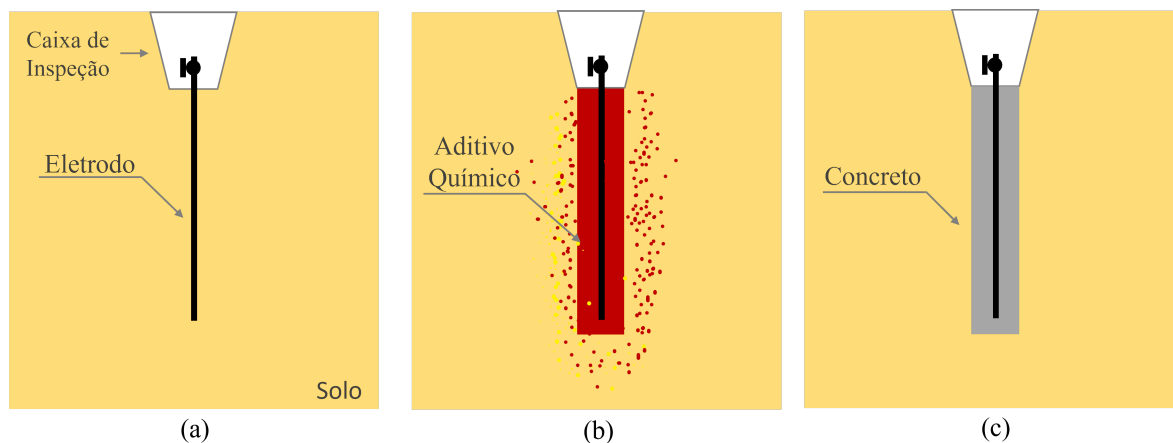 Caixa de
Inspeção
Eletrodo
Solo
(a)
Aditivo
Químico
(b)
Concreto
(c)